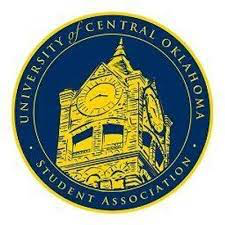 UNIVERSITY of CENTRAL OKLAHOMA
· STUDENT ASSOCIATION ·